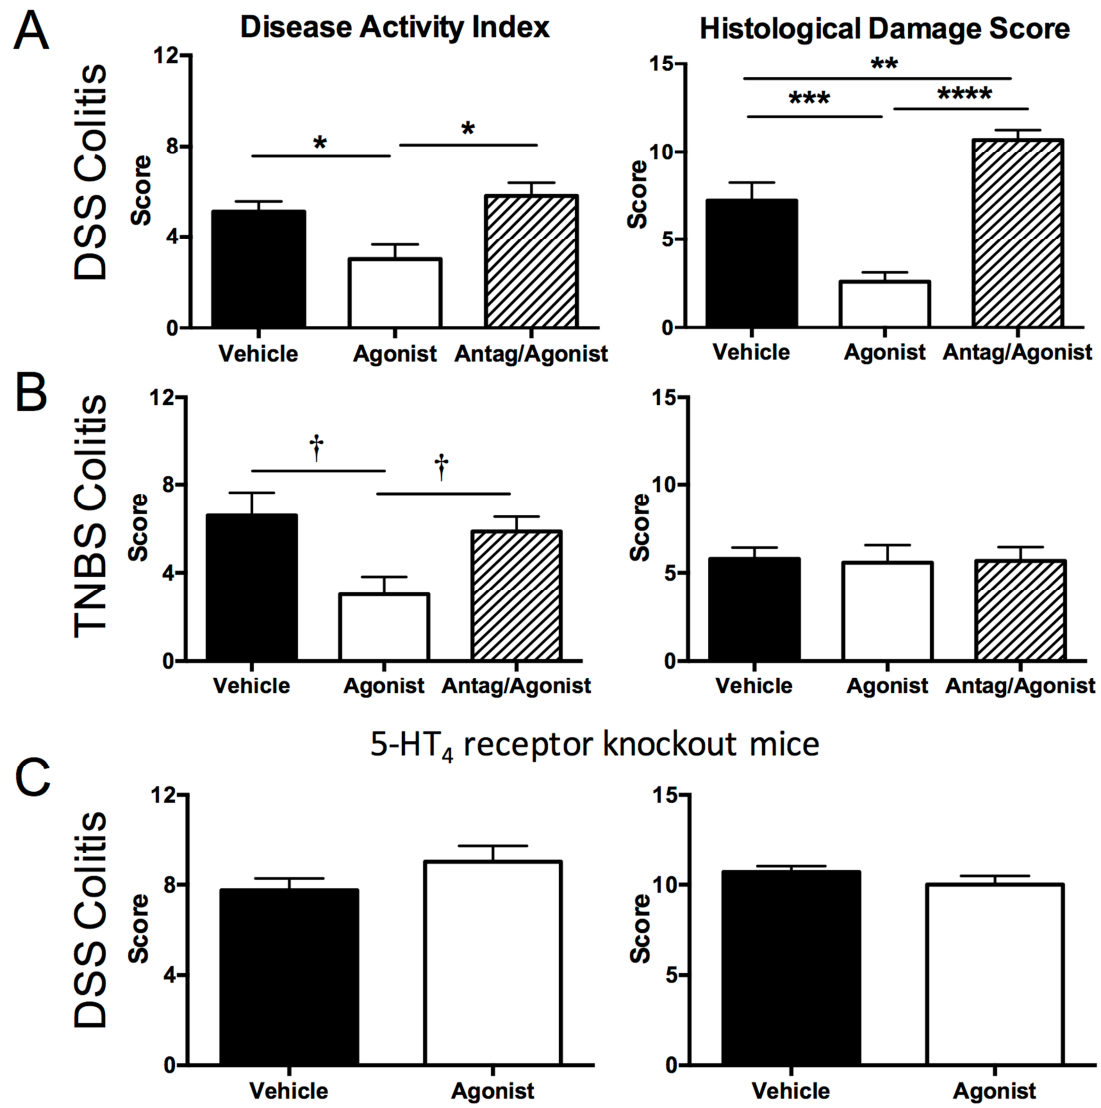 A
DSS Colitis
Disease Activity Index
Score
12
8
4
0
*
*
Vehicle
Agonist
Antag/Agonist
Histological Damage Score
Score
15
10
5
0
**
***
****
Vehicle
Agonist
Antag/Agonist
B
TNBS Colitis
Score
12
8
4
0
†
†
Vehicle
Agonist
Antag/Agonist
Score
15
10
5
0
Vehicle
Agonist
Antag/Agonist
5-HT4 receptor knockout mice
C
DSS Colitis
Score
12
8
4
0
Vehicle
Agonist
Score
15
10
5
0
Vehicle
Agonist